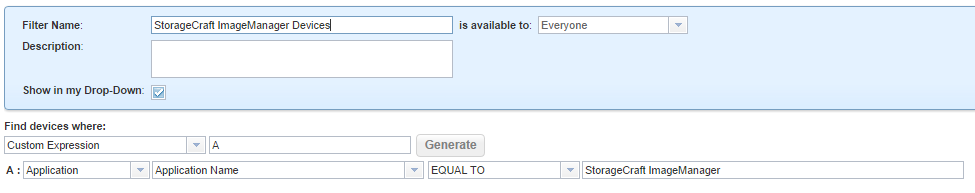 Filter Name: StorageCraft ImageManager Devices is available to: Everyone
Description:
Show in my Drop-Down:
Find devices where:
Custom Expression A Generate
A : Application Application Name EQUAL TO StorageCraft ImageManager